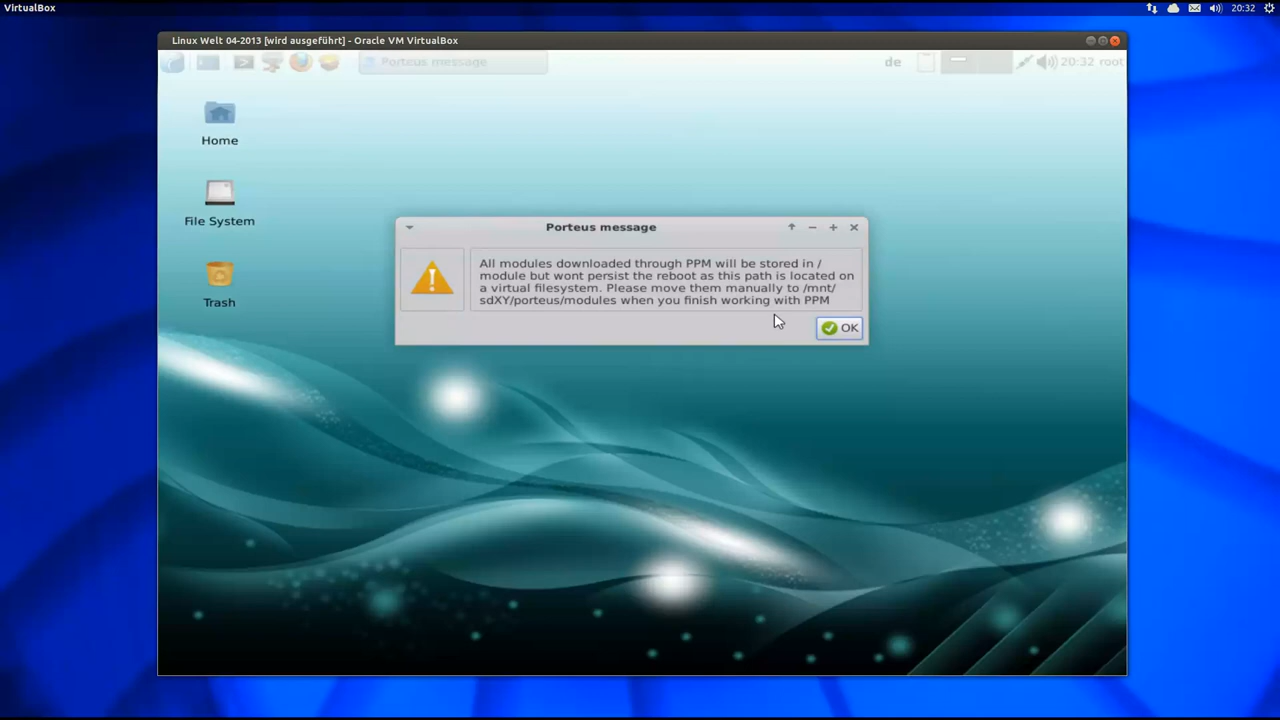 VirtualBox
20:32
Linux Welt 04-2013 [wird ausgeführt] - Oracle VM VirtualBox
Porteus message
de
20:32 root
Home
File System
Trash
Porteus message
All modules downloaded through PPM will be stored in /
module but wont persist the reboot as this path is located on
a virtual filesystem. Please move them manually to /mnt/
sdXY/porteus/modules when you finish working with PPM
OK